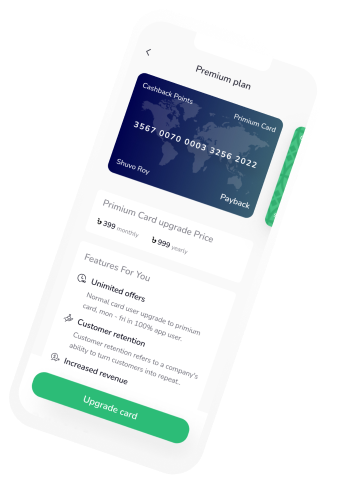 Premium plan
Cashback Points
Primium Card
3567 0070 0003 3256 2022
Shuvo Roy
Payback
Primium Card upgrade Price
৳ 399 monthly
৳ 999 yearly
Features For You
Unlimited offers
Normal card user upgrade to primium
card, mon - fri in 100% app user.
Customer retention
Customer retention refers to a company's
ability to turn customers into repeat..
Increased revenue
Upgrade card